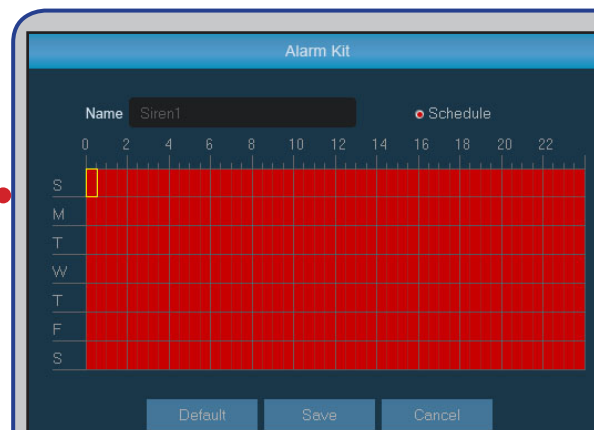 Alarm Kit
Name Siren1 Schedule
0 2 4 6 8 10 12 14 16 18 20 22
S
M
T
W
T
F
S
Default Save Cancel